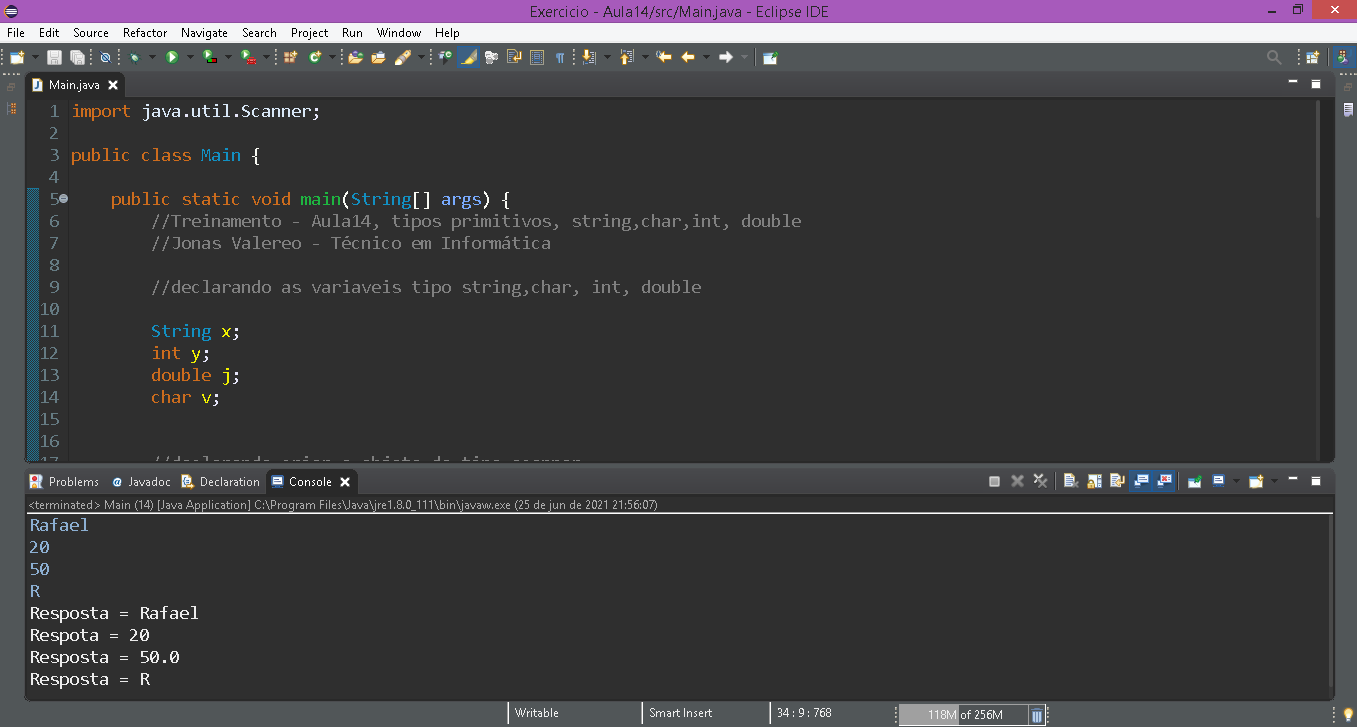 Exercicio - Aula14/src/Main.java - Eclipse IDE
File Edit Source Refactor Navigate Search Project Run Window Help
Main.java
1 import java.util.Scanner;
2
3 public class Main {
4
5 public static void main(String[] args) {
6 //Treinamento - Aula14, tipos primitivos, string,char,int, double
7 //Jonas Valereo - Técnico em Informática
8
9 //declarando as variaveis tipo string,char, int, double
10
11 String x;
12 int y;
13 double j;
14 char v;
15
16
17
Problems Javadoc Declaration Console
<terminated> Main (14) [Java Application] C:\Program Files\Java\jre1.8.0_111\bin\javaw.exe (25 de jun de 2021 21:56:07)
Rafael
20
50
R
Resposta = Rafael
Respota = 20
Resposta = 50.0
Resposta = R
Writable Smart Insert 34 : 9 : 768 118M of 256M